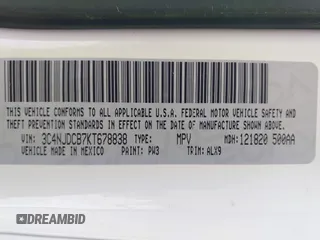 THIS VEHICLE CONFORMS TO ALL APPLICABLE U.S.A. FEDERAL MOTOR VEHICLE SAFETY AND
THEFT PREVENTION STANDARDS IN EFFECT ON THE DATE OF MANUFACTURE SHOWN ABOVE.
VIN: 3C4NJDCB7KT678838 TYPE: MPV MDH: 121820 500AA
VEHICLE MADE IN MEXICO PAINT: PW3 TRIM: ALX9
DREAMBID